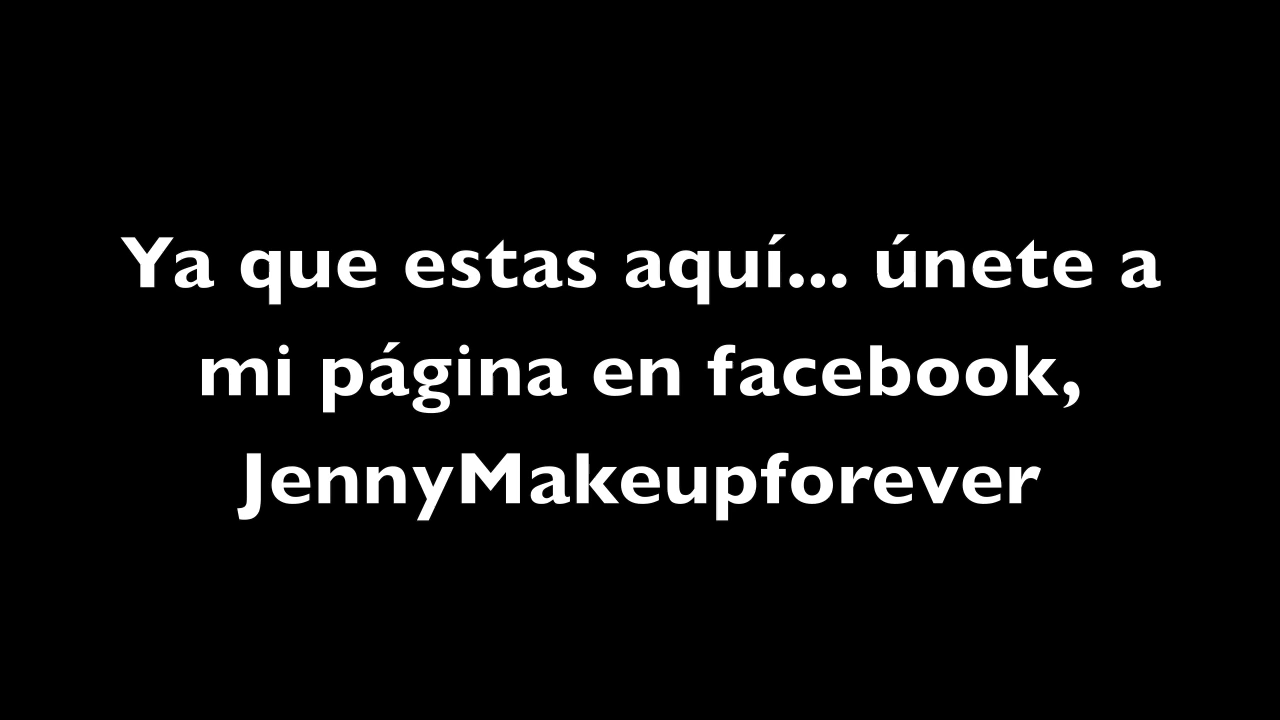 Ya que estas aquí... únete a
mi página en facebook,
JennyMakeupforever